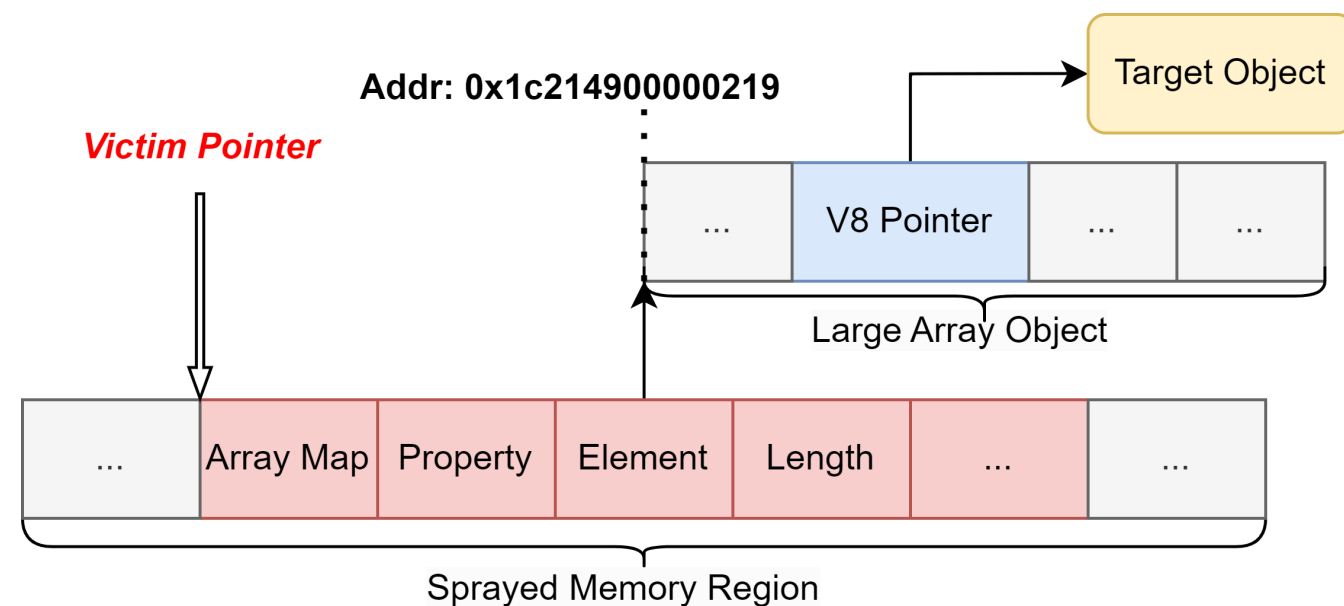 Target Object
Addr: 0x1c214900000219
Victim Pointer
...
V8 Pointer
...
...
Large Array Object
...
Array Map
Property
Element
Length
...
...
Sprayed Memory Region